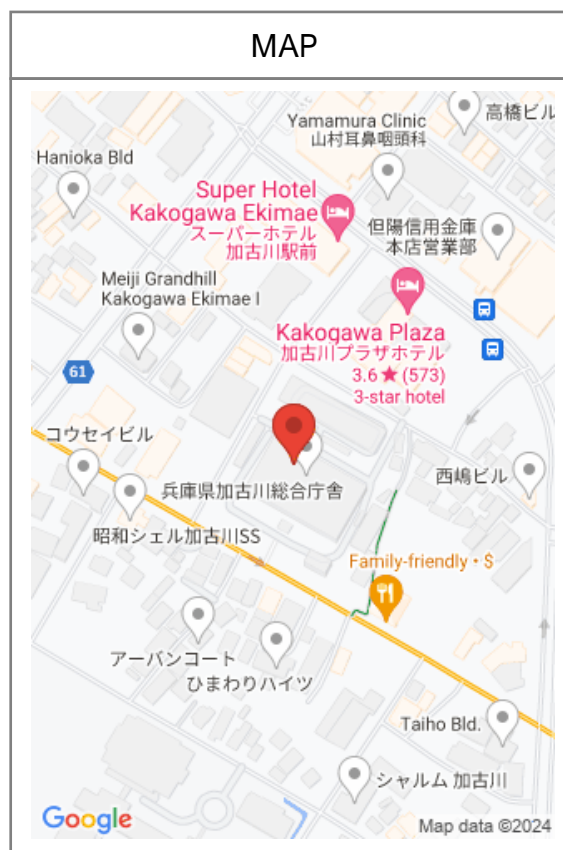 MAP
Yamamura Clinic
山村耳鼻咽頭科
高橋ビル
Hanioka Bld
Super Hotel
Kakogawa Ekimae
スーパーホテル
加古川駅前
但陽信用金庫
本店営業部
Meiji Grandhill
Kakogawa Ekimae I
Kakogawa Plaza
加古川プラザホテル
3.6★(573)
3-star hotel
61
コウセイビル
兵庫県加古川総合庁舎
西嶋ビル
昭和シェル加古川SS
Family-friendly • $
アーバンコート
ひまわりハイツ
Taiho Bld.
シャルム 加古川
Google
Map data ©2024